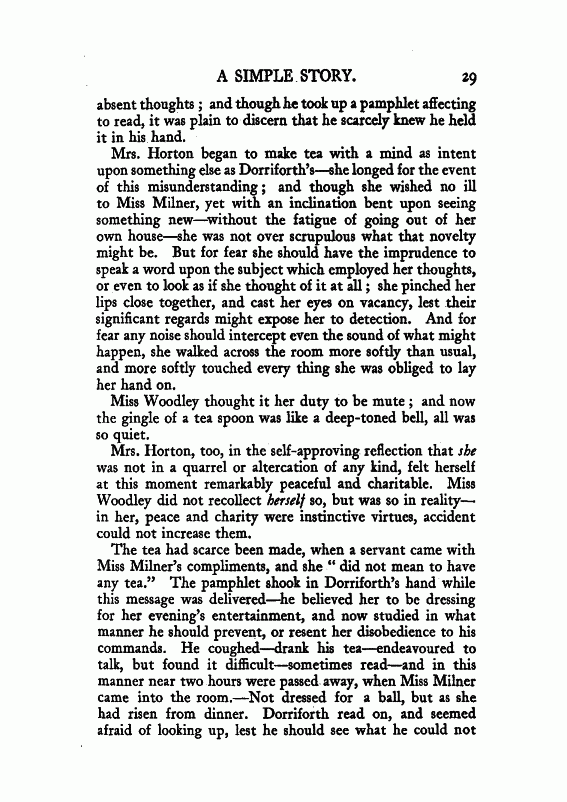 A SIMPLE STORY. 29
absent thoughts ; and though he took up a pamphlet affecting
to read, it was plain to discern that he scarcely knew he held
it in his hand.
Mrs. Horton began to make tea with a mind as intent
upon something else as Dorriforth's—she longed for the event
of this misunderstanding ; and though she wished no ill
to Miss Milner, yet with an inclination bent upon seeing
something new—without the fatigue of going out of her
own house—she was not over scrupulous what that novelty
might be. But for fear she should have the imprudence to
speak a word upon the subject which employed her thoughts,
or even to look as if she thought of it at all ; she pinched her
lips close together, and cast her eyes on vacancy, lest their
significant regards might expose her to detection. And for
fear any noise should intercept even the sound of what might
happen, she walked across the room more softly than usual,
and more softly touched every thing she was obliged to lay
her hand on.
Miss Woodley thought it her duty to be mute ; and now
the gingle of a tea spoon was like a deep-toned bell, all was
so quiet.
Mrs. Horton, too, in the self-approving reflection that she
was not in a quarrel or altercation of any kind, felt herself
at this moment remarkably peaceful and charitable. Miss
Woodley did not recollect herself so, but was so in reality—
in her, peace and charity were instinctive virtues, accident
could not increase them.
The tea had scarce been made, when a servant came with
Miss Milner's compliments, and she " did not mean to have
any tea." The pamphlet shook in Dorriforth's hand while
this message was delivered—he believed her to be dressing
for her evening's entertainment, and now studied in what
manner he should prevent, or resent her disobedience to his
commands. He coughed—drank his tea—endeavoured to
talk, but found it difficult—sometimes read—and in this
manner near two hours were passed away, when Miss Milner
came into the room.—Not dressed for a ball, but as she
had risen from dinner. Dorriforth read on, and seemed
afraid of looking up, lest he should see what he could not